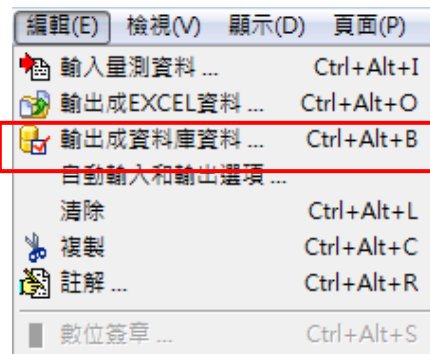 編輯(E) 檢視(V) 顯示(D) 頁面(P)
輸入量測資料 ... Ctrl+Alt+I
輸出成EXCEL資料 ... Ctrl+Alt+O
輸出成資料庫資料 ... Ctrl+Alt+B
自動輸入和輸出選項 ...
清除 Ctrl+Alt+L
複製 Ctrl+Alt+C
註解 ... Ctrl+Alt+R
數位簽章 ... Ctrl+Alt+S